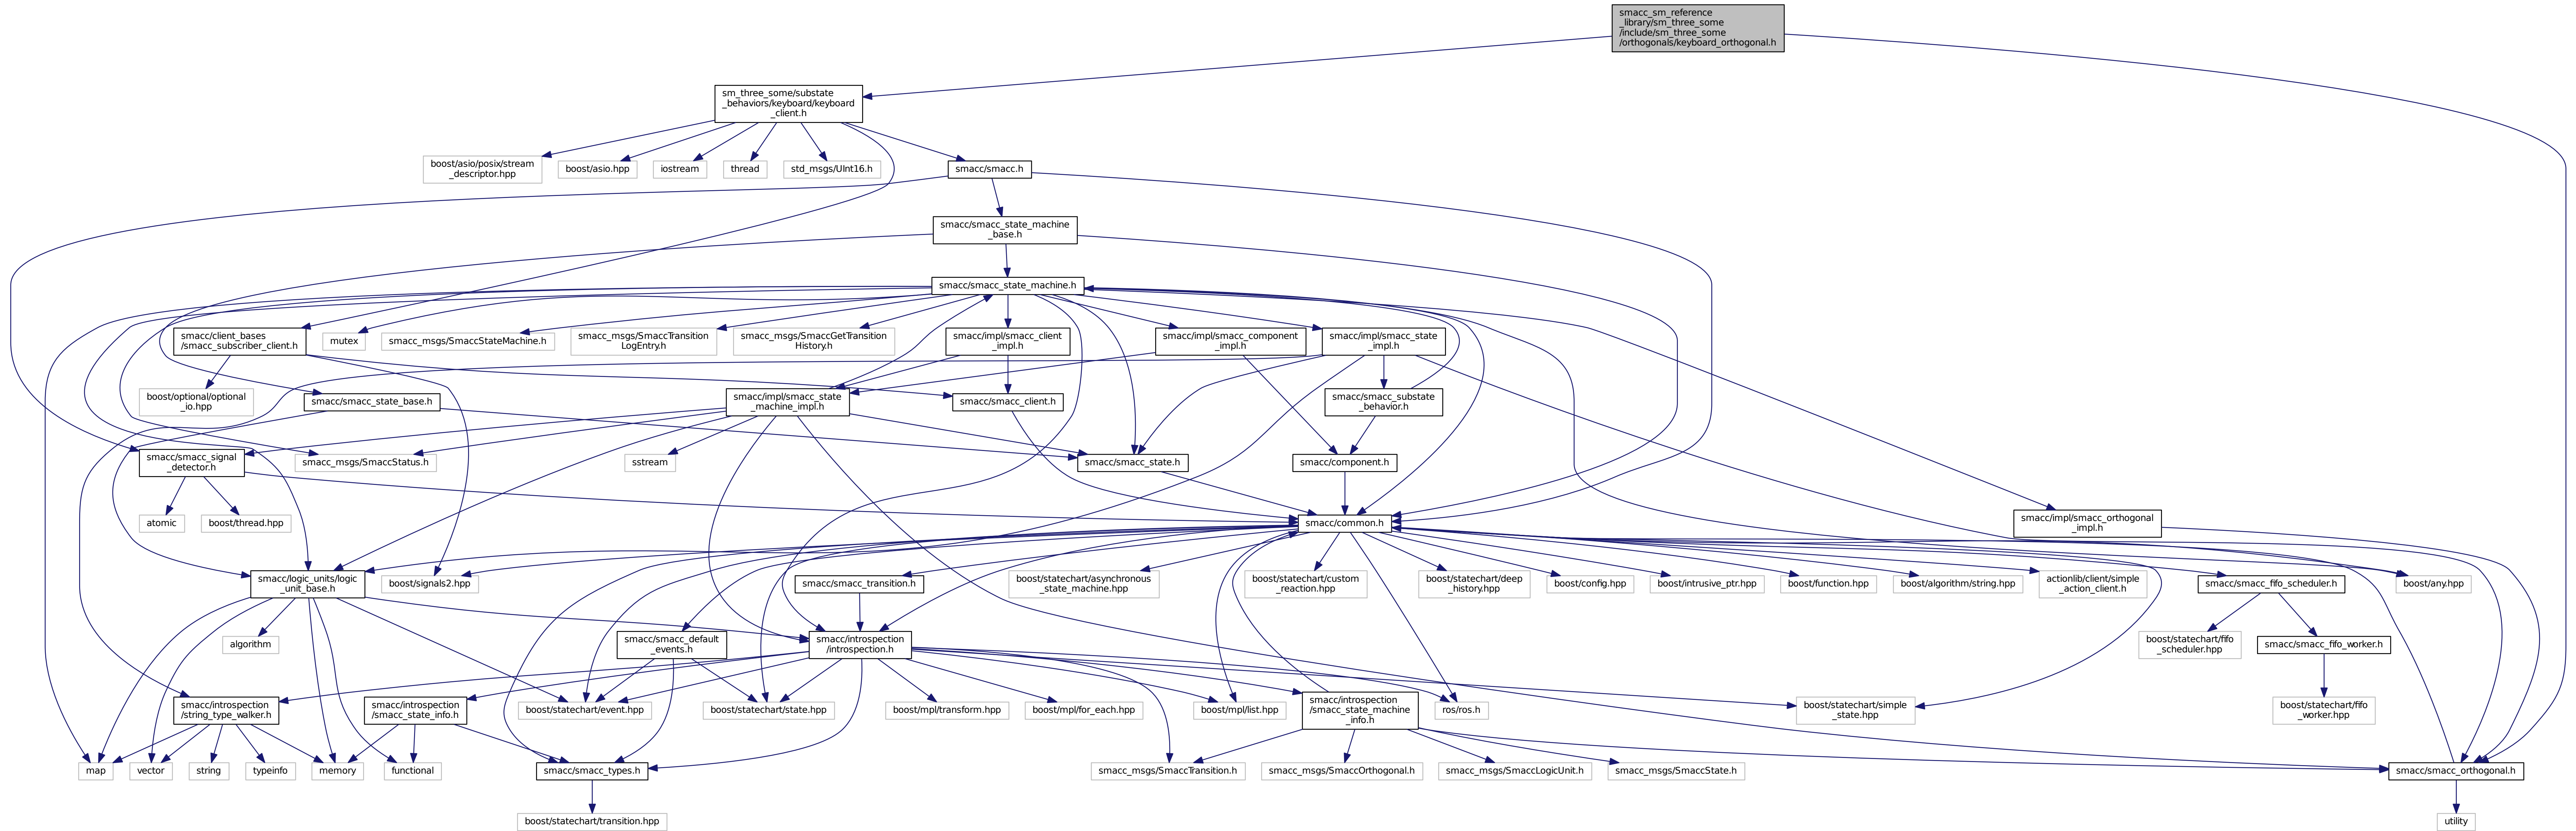 smacc_sm_reference
_library/sm_three_some
/include/sm_three_some
/orthogonals/keyboard_orthogonal.h
sm_three_some/substate
_behaviors/keyboard/keyboard
_client.h
boost/asio/posix/stream
_descriptor.hpp
boost/asio.hpp
iostream
thread
std_msgs/UInt16.h
smacc/smacc.h
smacc/smacc_state_machine
_base.h
smacc/smacc_state_machine.h
smacc/client_bases
/smacc_subscriber_client.h
mutex
smacc_msgs/SmaccStateMachine.h
smacc_msgs/SmaccTransition
LogEntry.h
smacc_msgs/SmaccGetTransition
History.h
smacc/impl/smacc_client
_impl.h
smacc/impl/smacc_component
_impl.h
smacc/impl/smacc_state
_impl.h
boost/optional/optional
_io.hpp
smacc/smacc_state_base.h
smacc/impl/smacc_state
_machine_impl.h
smacc/smacc_client.h
smacc/smacc_substate
_behavior.h
smacc/smacc_signal
_detector.h
smacc_msgs/SmaccStatus.h
sstream
smacc/smacc_state.h
smacc/component.h
atomic
boost/thread.hpp
smacc/common.h
smacc/impl/smacc_orthogonal
_impl.h
smacc/logic_units/logic
_unit_base.h
boost/signals2.hpp
smacc/smacc_transition.h
boost/statechart/asynchronous
_state_machine.hpp
boost/statechart/custom
_reaction.hpp
boost/statechart/deep
_history.hpp
boost/config.hpp
boost/intrusive_ptr.hpp
boost/function.hpp
boost/algorithm/string.hpp
actionlib/client/simple
_action_client.h
smacc/smacc_fifo_scheduler.h
boost/any.hpp
algorithm
smacc/smacc_default
_events.h
smacc/introspection
/introspection.h
boost/statechart/fifo
_scheduler.hpp
smacc/smacc_fifo_worker.h
smacc/introspection
/string_type_walker.h
smacc/introspection
/smacc_state_info.h
boost/statechart/event.hpp
boost/statechart/state.hpp
boost/mpl/transform.hpp
boost/mpl/for_each.hpp
boost/mpl/list.hpp
smacc/introspection
/smacc_state_machine
_info.h
ros/ros.h
boost/statechart/simple
_state.hpp
boost/statechart/fifo
_worker.hpp
map
vector
string
typeinfo
memory
functional
smacc/smacc_types.h
smacc_msgs/SmaccTransition.h
smacc_msgs/SmaccOrthogonal.h
smacc_msgs/SmaccLogicUnit.h
smacc_msgs/SmaccState.h
smacc/smacc_orthogonal.h
boost/statechart/transition.hpp
utility